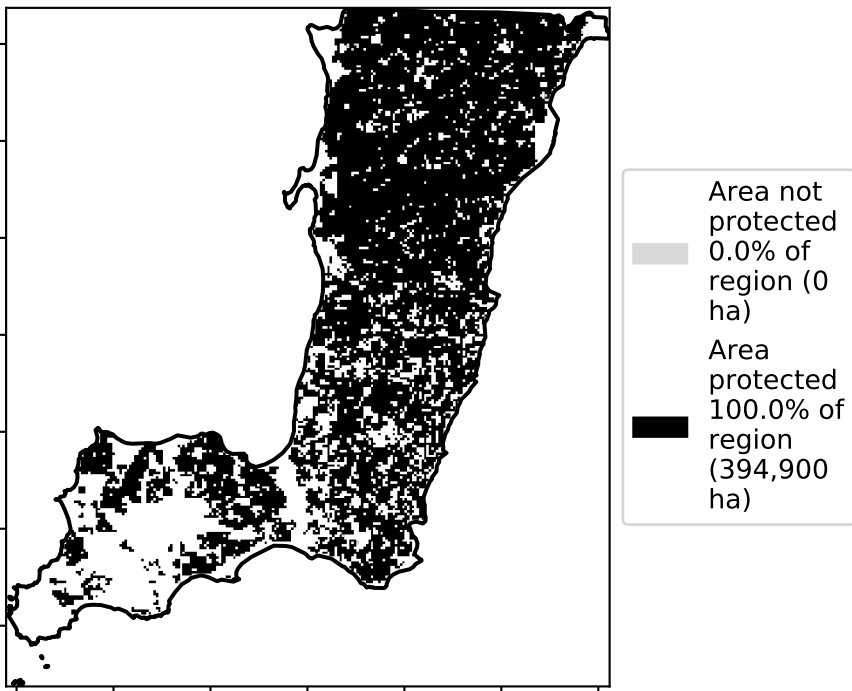 Area not
protected
0.0% of
region (0
ha)
Area
protected
100.0% of
region
(394,900
ha)